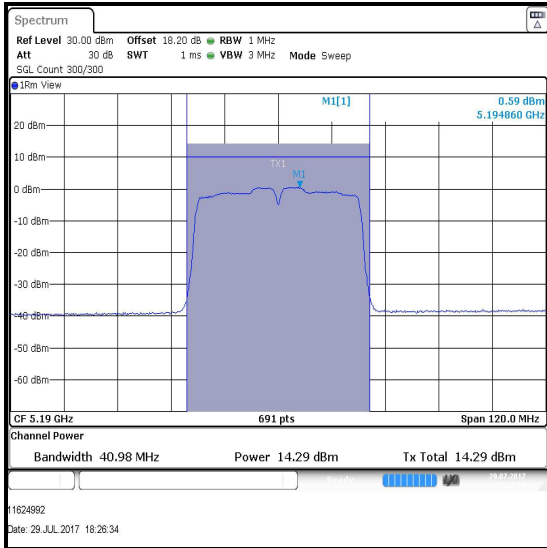 Spectrum
Ref Level 30.00 dBm Offset 18.20 dB RBW 1 MHz
Att 30 dB SWT 1 ms VBW 3 MHz Mode Sweep
SGL Count 300/300
1Rm View
M1[1] 0.59 dBm
5.194860 GHz
20 dBm
10 dBm
TX1
M1
0 dBm
-10 dBm
-20 dBm
-30 dBm
-40 dBm
-50 dBm
-60 dBm
CF 5.19 GHz 691 pts Span 120.0 MHz
Channel Power
Bandwidth 40.98 MHz Power 14.29 dBm Tx Total 14.29 dBm
Ready 29.07.2017
11624992
Date: 29.JUL.2017 18:26:34